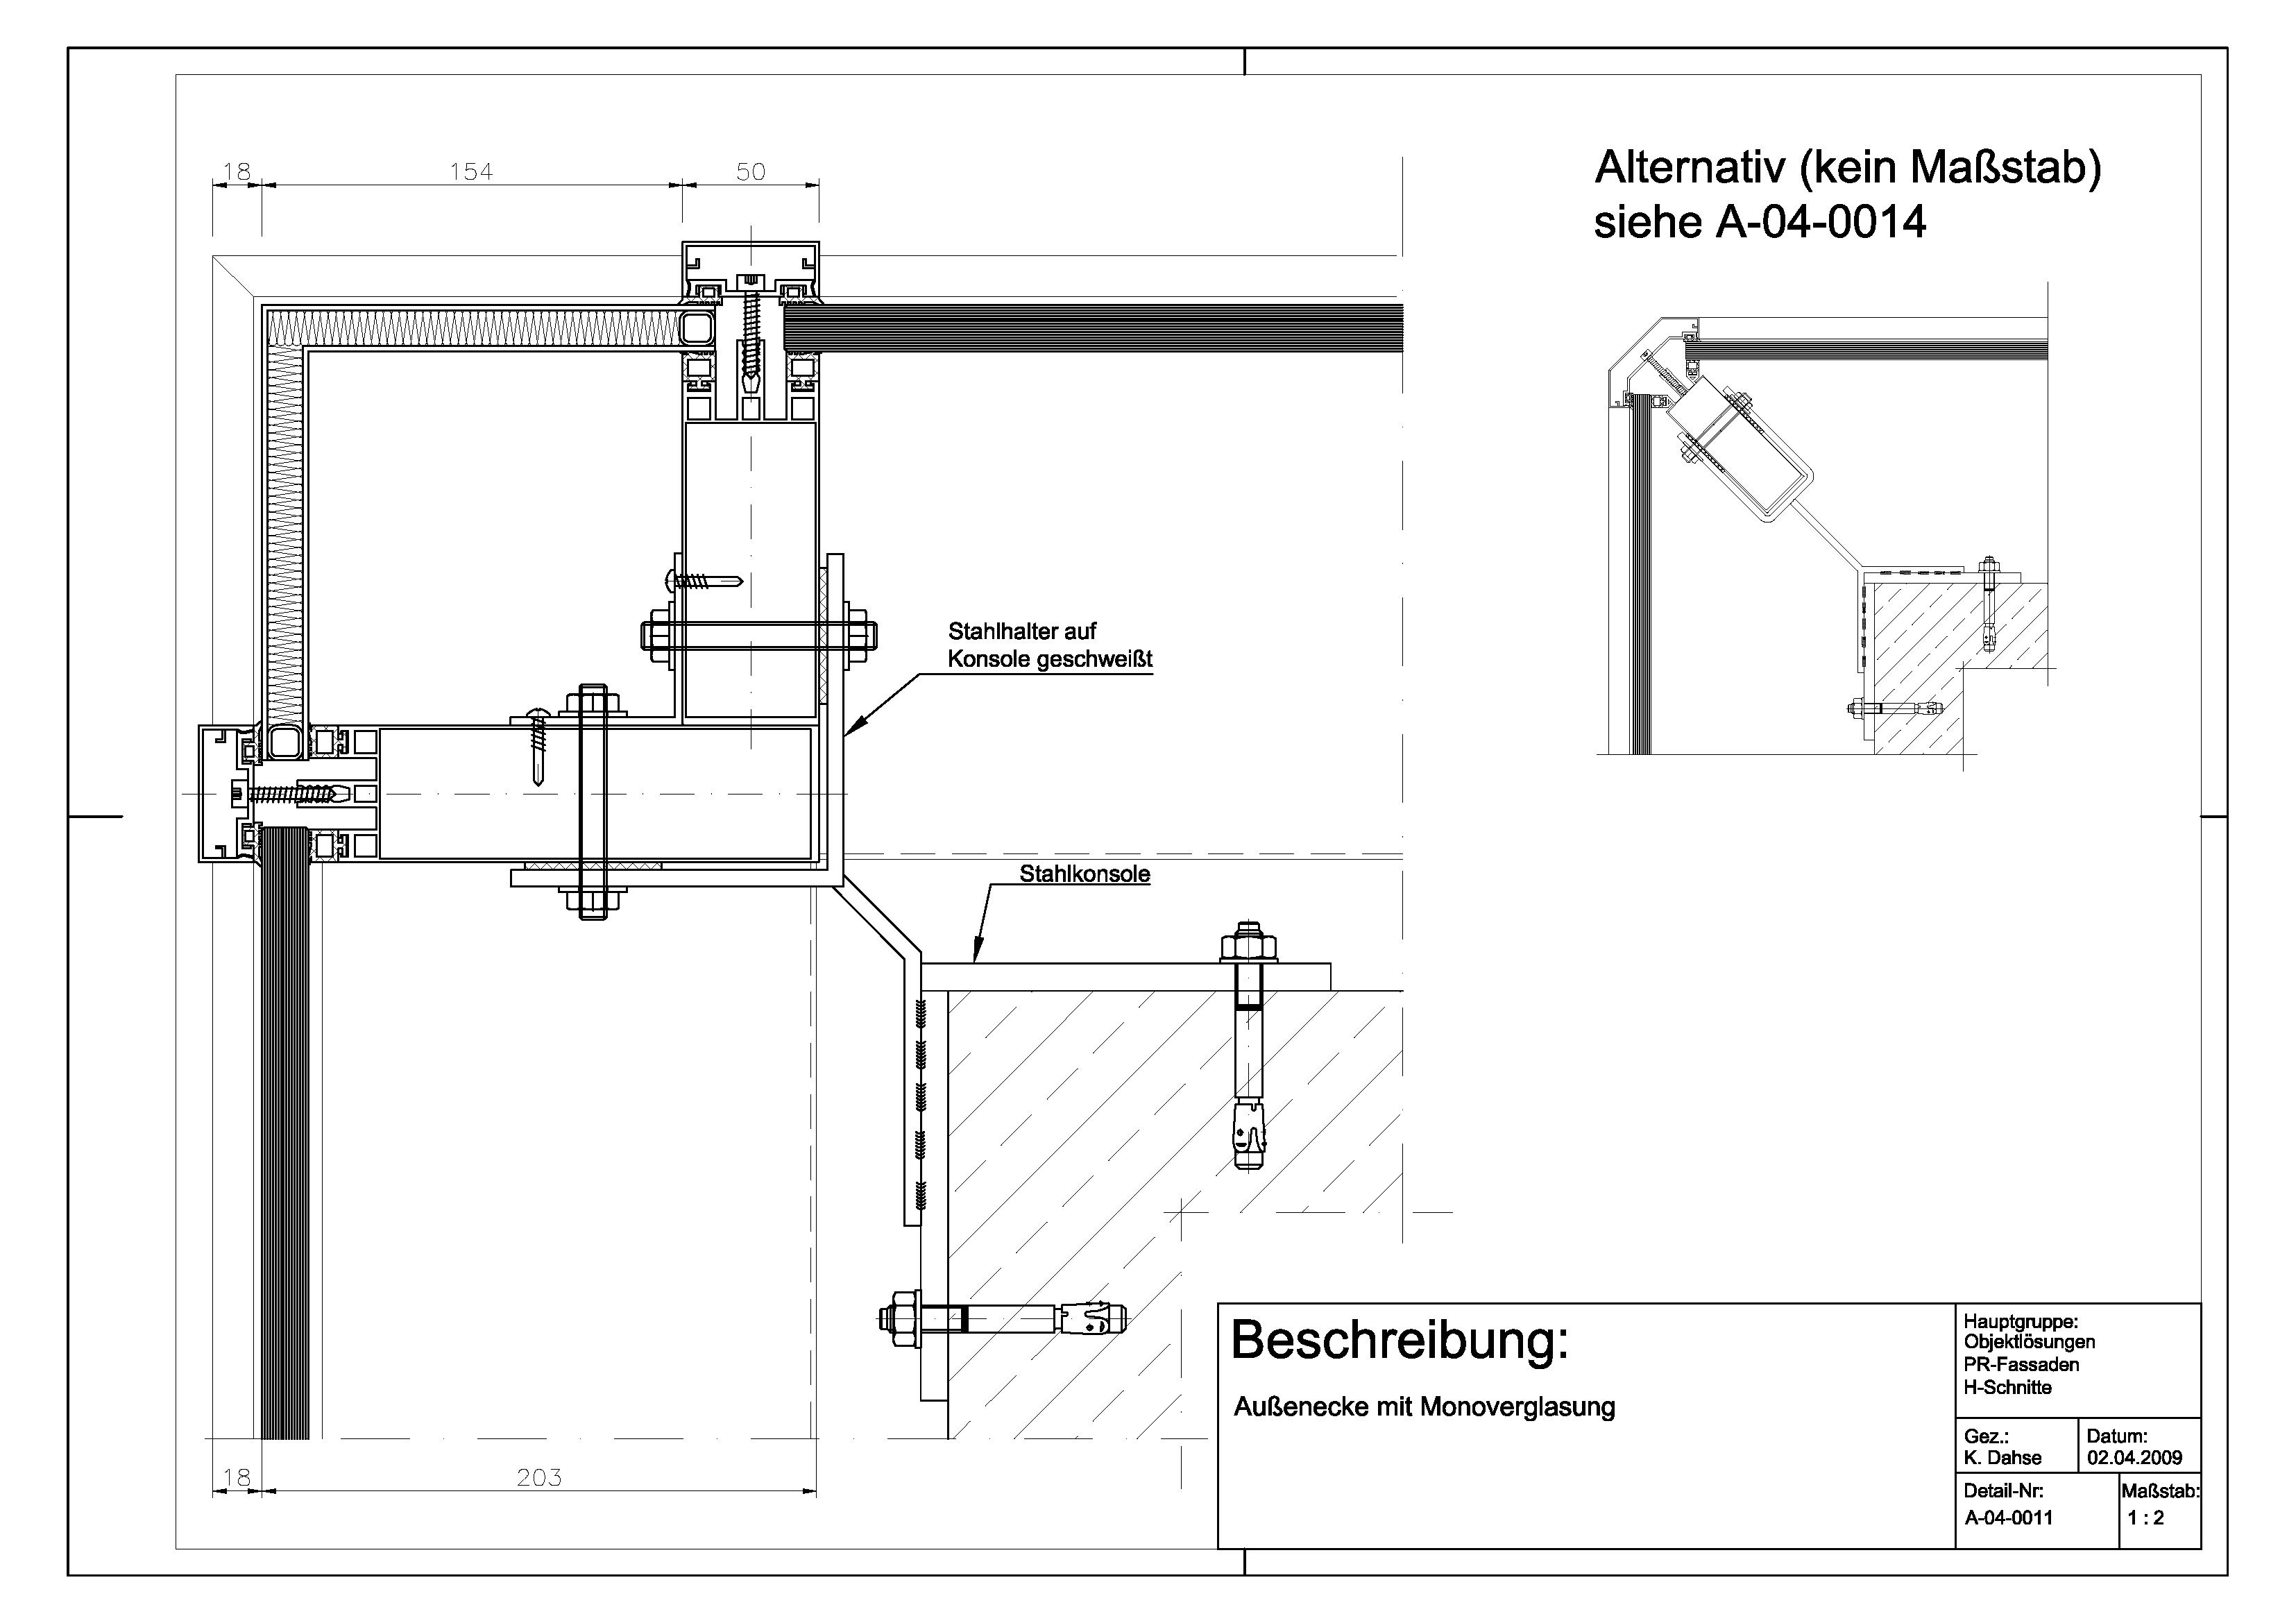 18
154
50
Alternativ (kein Maßstab)
siehe A-04-0014
Stahlhalter auf
Konsole geschweißt
Stahlkonsole
18
203
Beschreibung:
Außenecke mit Monoverglasung
Hauptgruppe:
Objektlösungen
PR-Fassaden
H-Schnitte
Gez.:
K. Dahse
Datum:
02.04.2009
Detail-Nr:
A-04-0011
Maßstab:
1 : 2